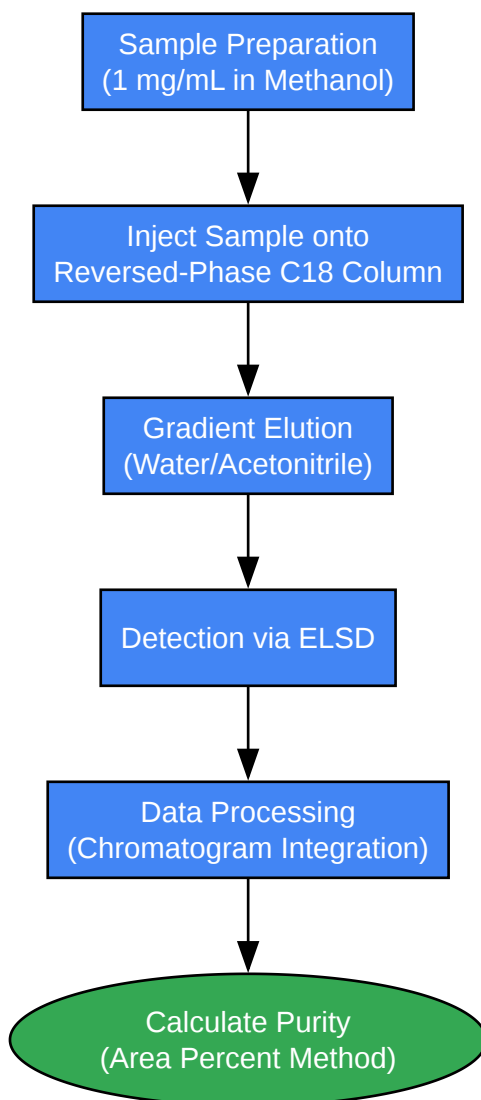 Sample Preparation
(1 mg/mL in Methanol)
Inject Sample onto
Reversed-Phase C18 Column
Gradient Elution
(Water/Acetonitrile)
Detection via ELSD
Data Processing
(Chromatogram Integration)
Calculate Purity
(Area Percent Method)